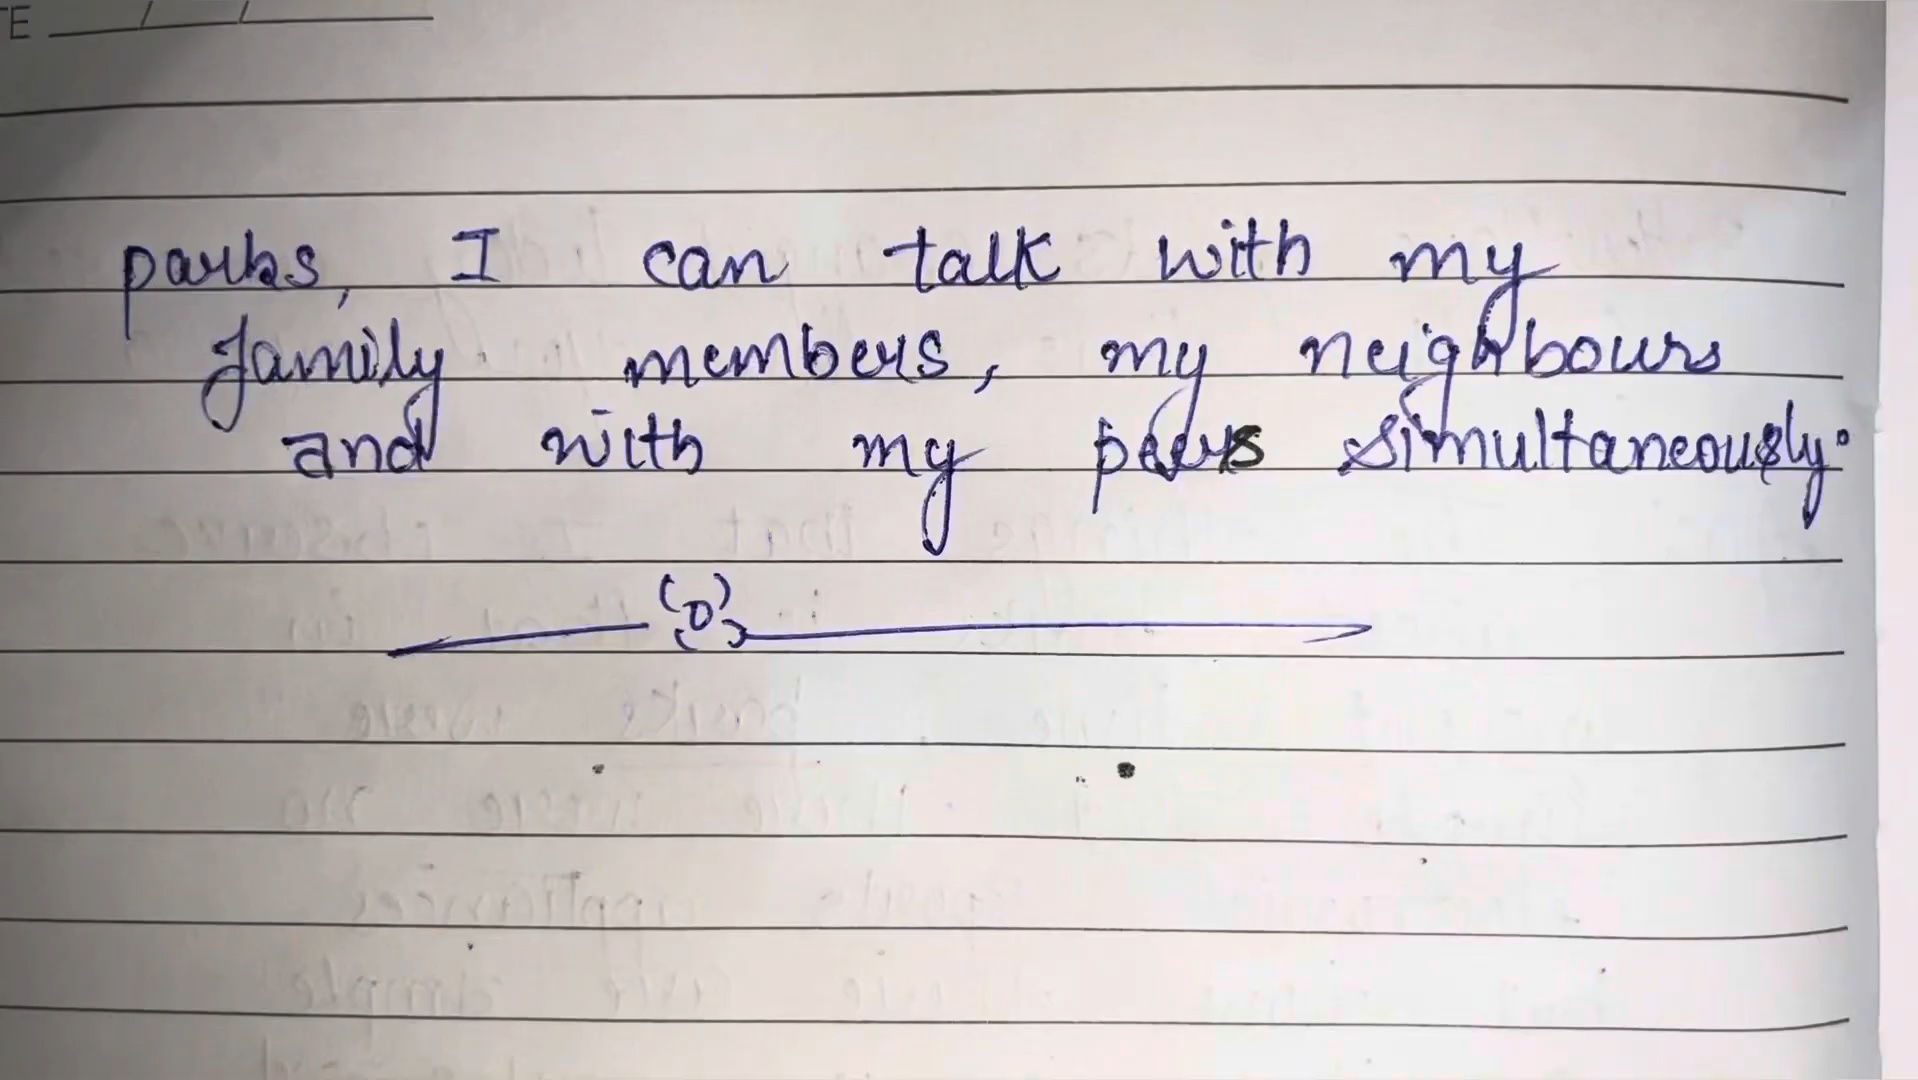 parks, I can talk with my
family members, my neighbours
and with my peers simultaneously.